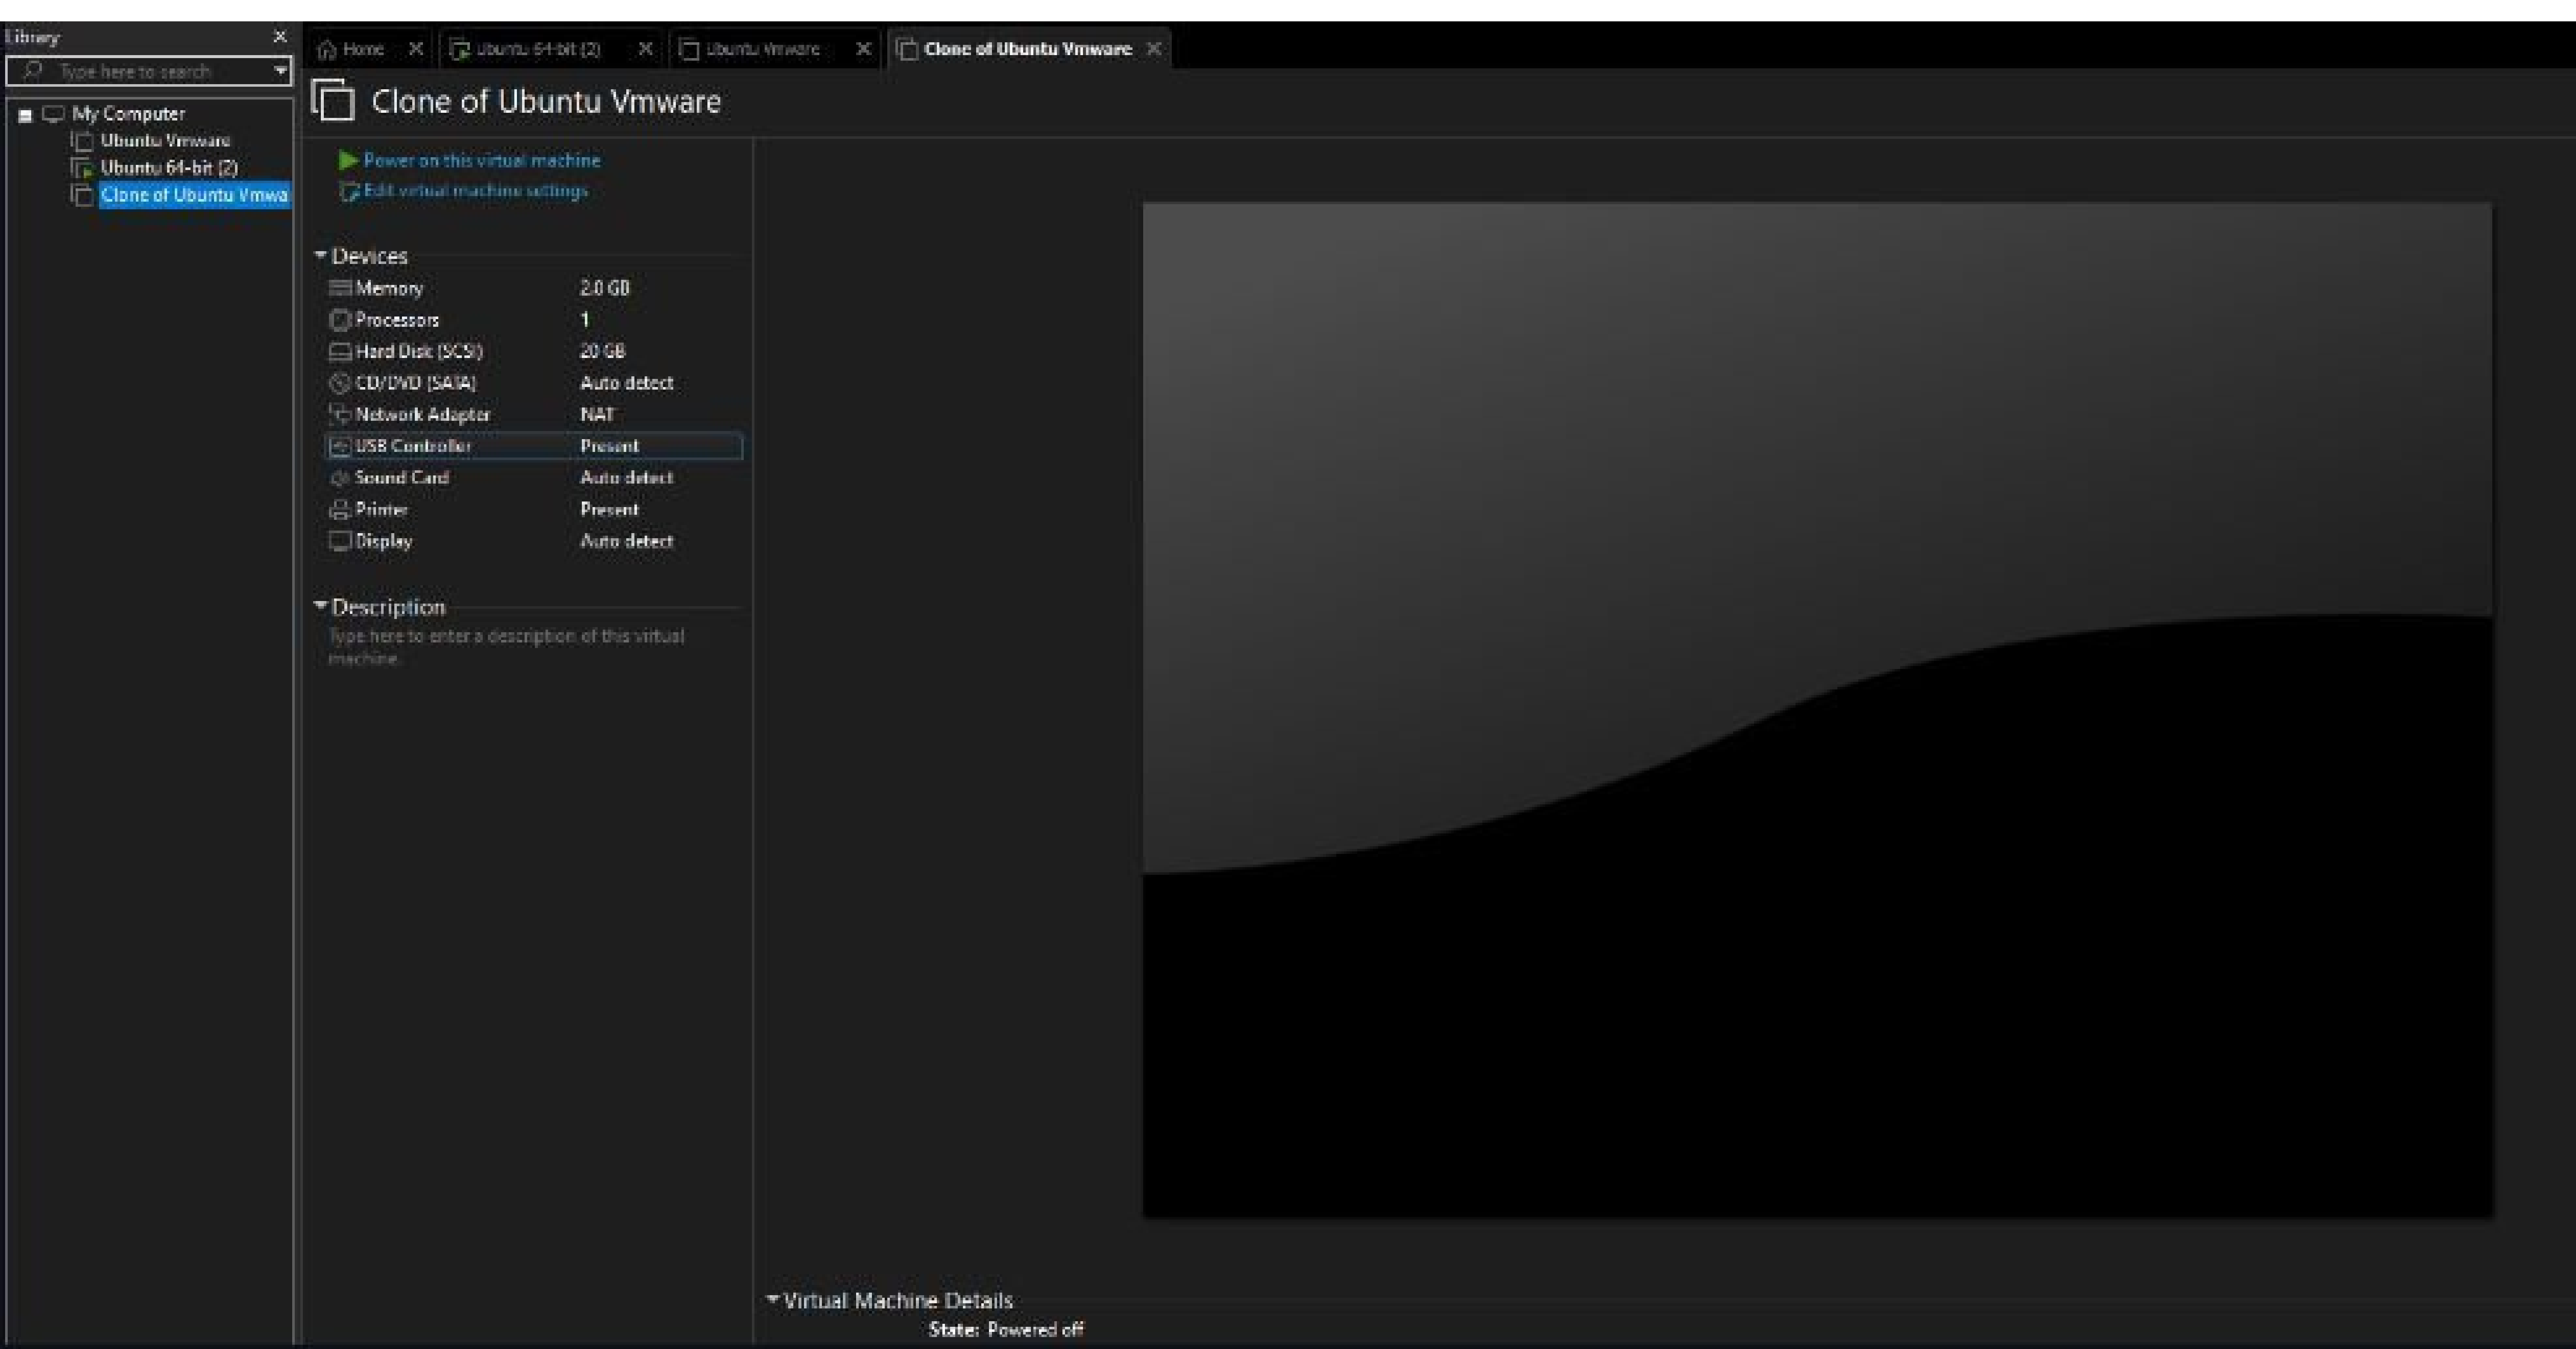 Library
Type here to search
My Computer
Ubuntu Vmware
Ubuntu 64-bit (2)
Clone of Ubuntu Vmwa
Home
Ubuntu 64-bit (2)
Ubuntu Vmware
Clone of Ubuntu Vmware
Clone of Ubuntu Vmware
Power on this virtual machine
Edit virtual machine settings
Devices
Memory 2.0 GB
Processors 1
Hard Disk (SCSI) 20 GB
CD/DVD (SATA) Auto detect
Network Adapter NAT
USB Controller Present
Sound Card Auto detect
Printer Present
Display Auto detect
Description
Type here to enter a description of this virtual
machine.
Virtual Machine Details
State: Powered off